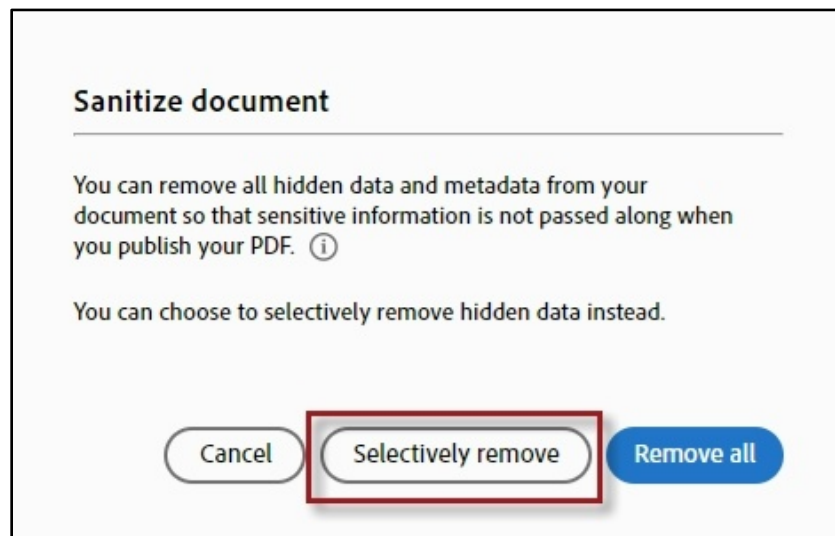 Sanitize document
You can remove all hidden data and metadata from your
document so that sensitive information is not passed along when
you publish your PDF. i
You can choose to selectively remove hidden data instead.
Cancel Selectively remove Remove all